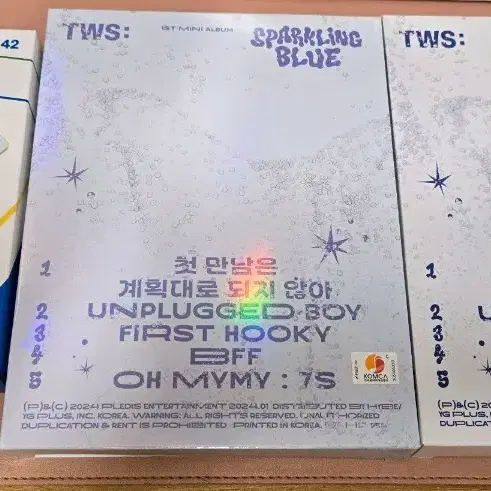 42
TWS:
1ST MINI ALBUM
SPARKLING
BLUE
1 첫 만남은
계획대로 되지 않아
2 UNPLUGGED BOY
3 FIRST HOOKY
4 BFF
5 OH MYMY : 7S
KOMCA
(P)&(C) 2024 PLEDIS ENTERTAINMENT 2024.01 DISTRIBUTED BY
YG PLUS, INC. KOREA. WARNING: ALL RIGHTS RESERVED.
DUPLICATION & RENT IS PROHIBITED. PRINTED IN KOREA.
TWS:
1
2
3
4
5
(P)&(C)
YG PLUS,